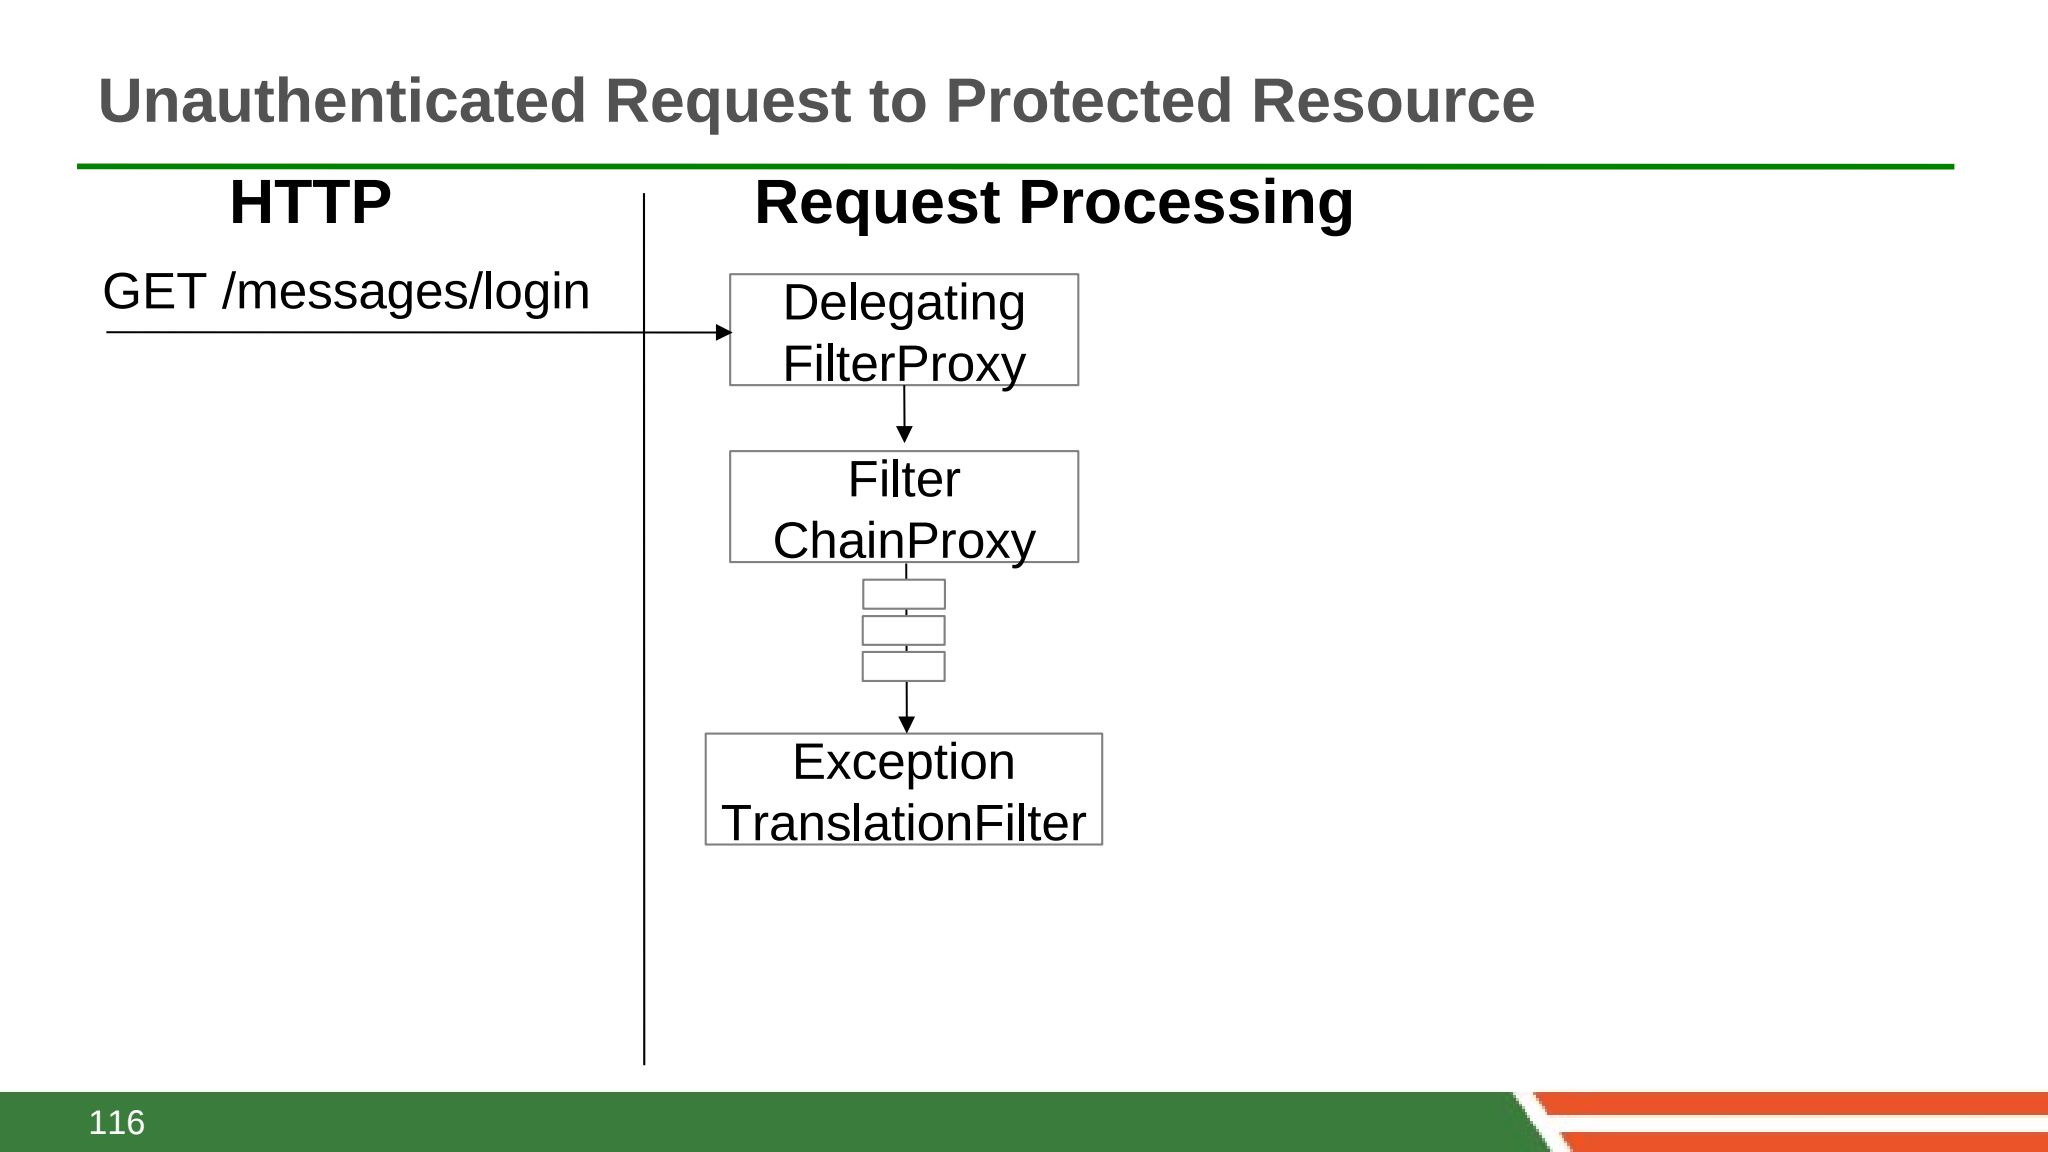 Unauthenticated Request to Protected Resource
HTTP
Request Processing
GET /messages/login
Delegating
FilterProxy
Filter
ChainProxy
Exception
TranslationFilter
116